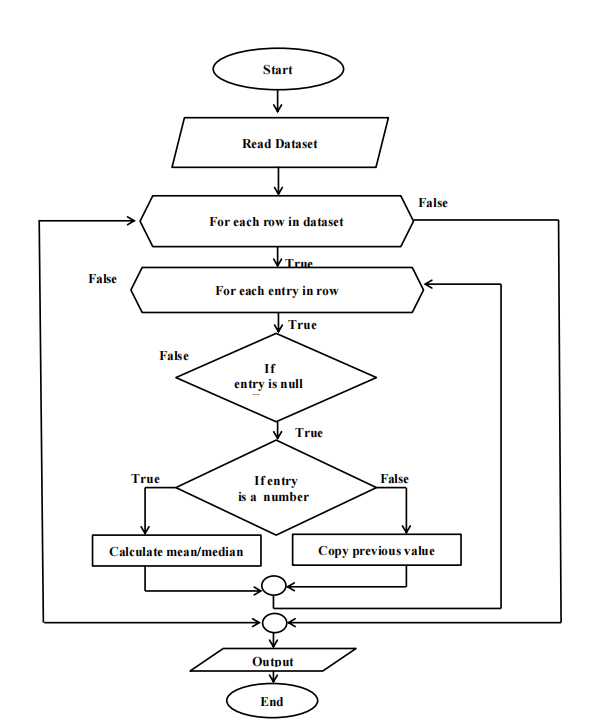 Start
Read Dataset
False
For each row in dataset
True
False
For each entry in row
True
False
If
entry is null
True
True
False
If entry
is a number
Calculate mean/median
Copy previous value
Output
End